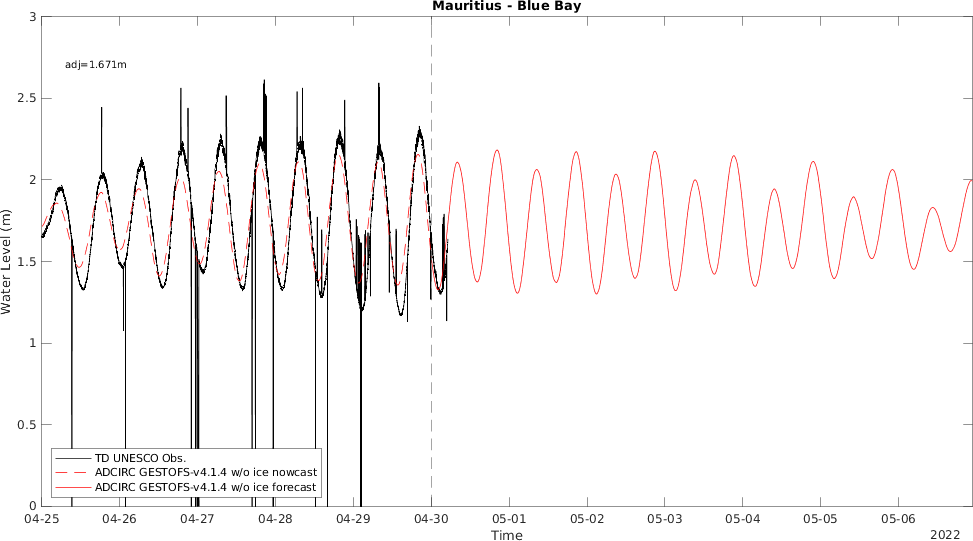 Mauritius - Blue Bay
adj=1.671m
Water Level (m)
3
2.5
2
1.5
1
0.5
0
TD UNESCO Obs.
ADCIRC GESTOFS-v4.1.4 w/o ice nowcast
ADCIRC GESTOFS-v4.1.4 w/o ice forecast
04-25 04-26 04-27 04-28 04-29 04-30 05-01 05-02 05-03 05-04 05-05 05-06
Time
2022